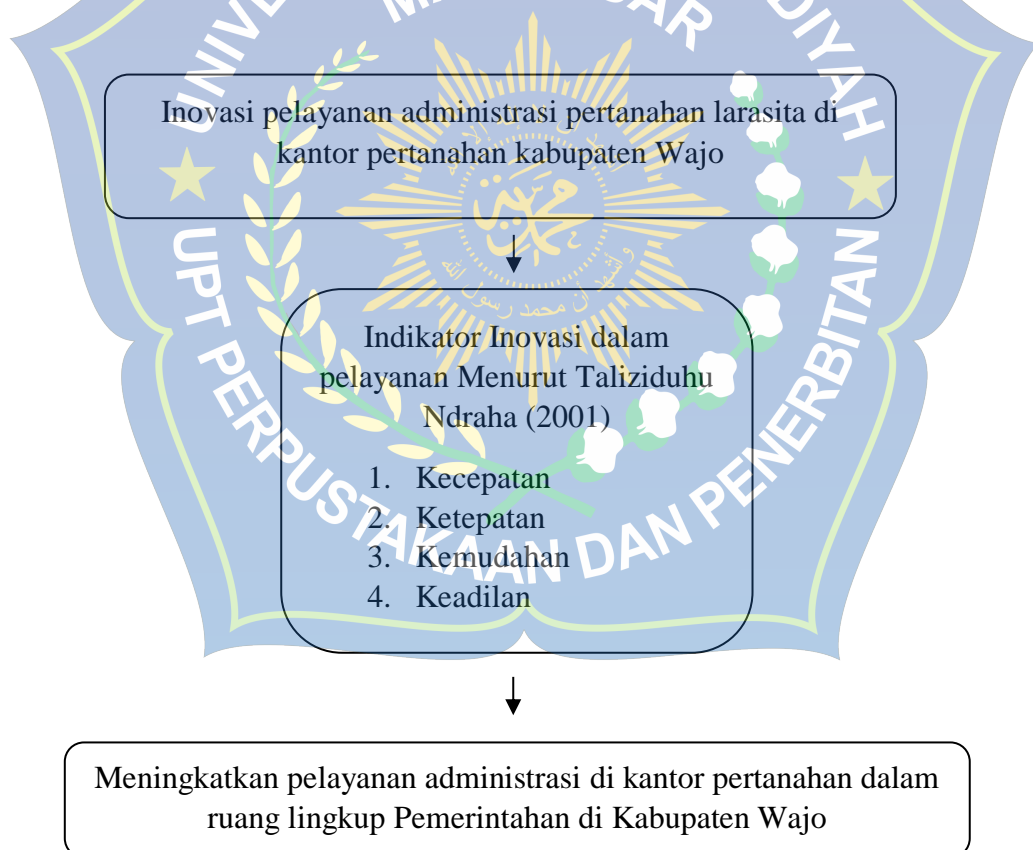 Inovasi pelayanan administrasi pertanahan larasita di
kantor pertanahan kabupaten Wajo
Indikator Inovasi dalam
pelayanan Menurut Taliziduhu
Ndraha (2001)
1. Kecepatan
2. Ketepatan
3. Kemudahan
4. Keadilan
Meningkatkan pelayanan administrasi di kantor pertanahan dalam
ruang lingkup Pemerintahan di Kabupaten Wajo
UPT PERPUSTAKAAN DAN PENERBITAN